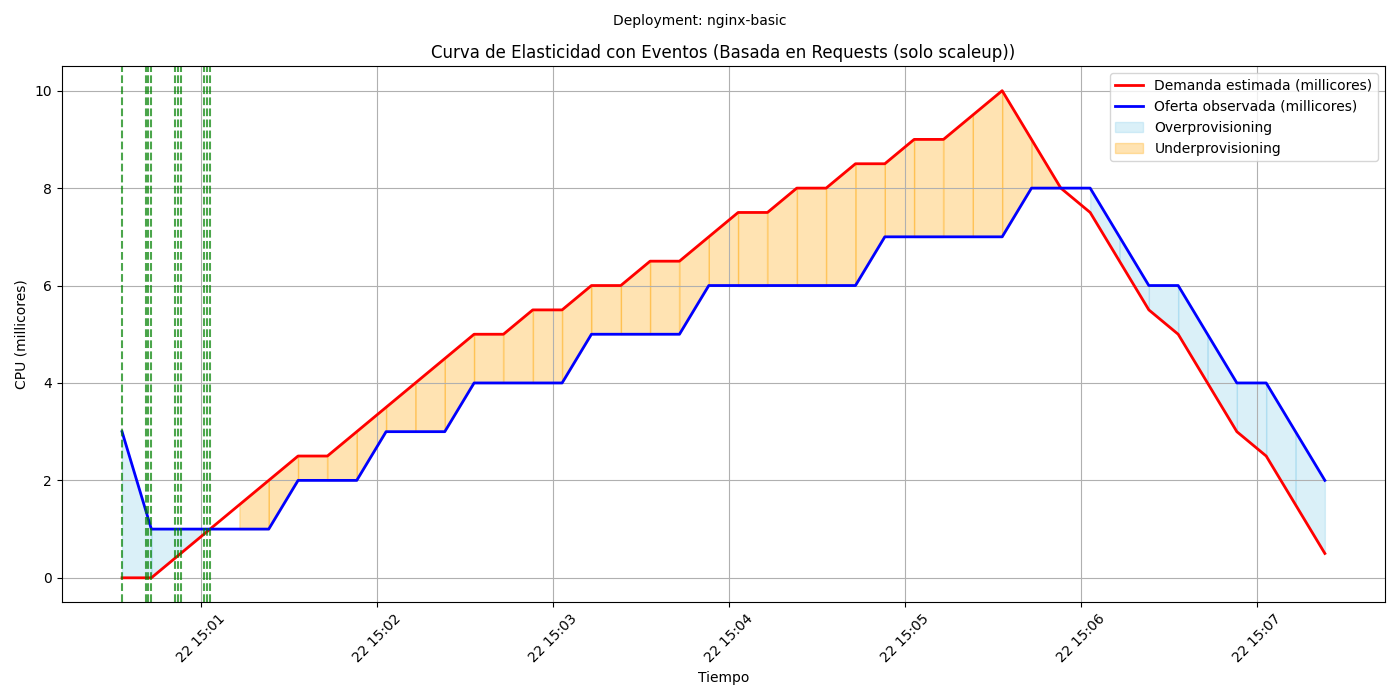 Deployment: nginx-basic
Curva de Elasticidad con Eventos (Basada en Requests (solo scaleup))
Demanda estimada (millicores)
Oferta observada (millicores)
Overprovisioning
Underprovisioning
CPU (millicores)
10
8
6
4
2
0
22 15:01
22 15:02
22 15:03
22 15:04
22 15:05
22 15:06
22 15:07
Tiempo